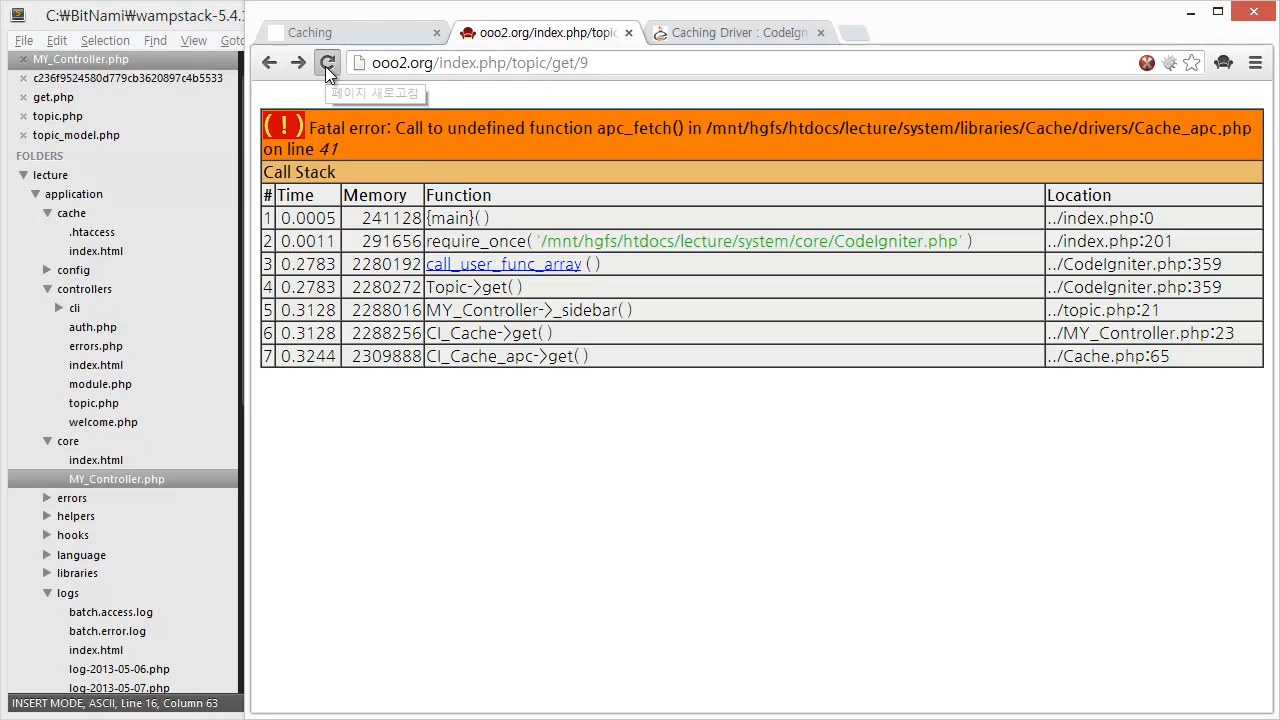 C:₩BitNami₩wampstack-5.4.
File Edit Selection Find View Goto
MY_Controller.php
c236f9524580d779cb3620897c4b5533
get.php
topic.php
topic_model.php
FOLDERS
lecture
application
cache
.htaccess
index.html
config
controllers
cli
auth.php
errors.php
index.html
module.php
topic.php
welcome.php
core
index.html
MY_Controller.php
errors
helpers
hooks
language
libraries
logs
batch.access.log
batch.error.log
index.html
log-2013-05-06.php
log-2013-05-07.php
INSERT MODE, ASCII, Line 16, Column 63
Caching
ooo2.org/index.php/topic
Caching Driver : CodeIgn
ooo2.org/index.php/topic/get/9
페이지 새로고침
( ! ) Fatal error: Call to undefined function apc_fetch() in /mnt/hgfs/htdocs/lecture/system/libraries/Cache/drivers/Cache_apc.php
on line 41
Call Stack
# Time Memory Function Location
1 0.0005 241128 {main}( ) ../index.php:0
2 0.0011 291656 require_once( '/mnt/hgfs/htdocs/lecture/system/core/CodeIgniter.php' ) ../index.php:201
3 0.2783 2280192 call_user_func_array ( ) ../CodeIgniter.php:359
4 0.2783 2280272 Topic->get( ) ../CodeIgniter.php:359
5 0.3128 2288016 MY_Controller->_sidebar( ) ../topic.php:21
6 0.3128 2288256 CI_Cache->get( ) ../MY_Controller.php:23
7 0.3244 2309888 CI_Cache_apc->get( ) ../Cache.php:65